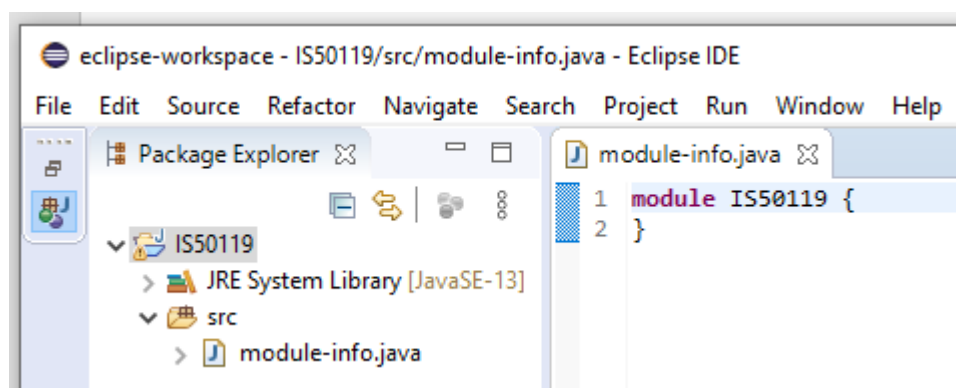 eclipse-workspace - IS50119/src/module-info.java - Eclipse IDE
File Edit Source Refactor Navigate Search Project Run Window Help
Package Explorer
module-info.java
IS50119
JRE System Library [JavaSE-13]
src
module-info.java
1 module IS50119 {
2 }